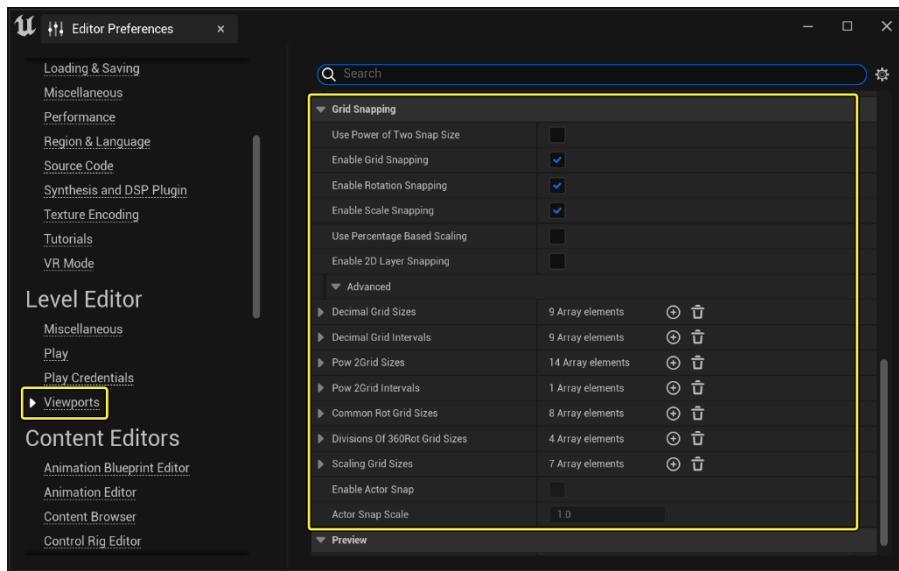 Editor Preferences
Loading & Saving
Miscellaneous
Performance
Region & Language
Source Code
Synthesis and DSP Plugin
Texture Encoding
Tutorials
VR Mode
Level Editor
Miscellaneous
Play
Play Credentials
Viewports
Content Editors
Animation Blueprint Editor
Animation Editor
Content Browser
Control Rig Editor
Search
Grid Snapping
Use Power of Two Snap Size
Enable Grid Snapping
Enable Rotation Snapping
Enable Scale Snapping
Use Percentage Based Scaling
Enable 2D Layer Snapping
Advanced
Decimal Grid Sizes 9 Array elements
Decimal Grid Intervals 9 Array elements
Pow 2Grid Sizes 14 Array elements
Pow 2Grid Intervals 1 Array elements
Common Rot Grid Sizes 8 Array elements
Divisions Of 360Rot Grid Sizes 4 Array elements
Scaling Grid Sizes 7 Array elements
Enable Actor Snap
Actor Snap Scale 1.0
Preview